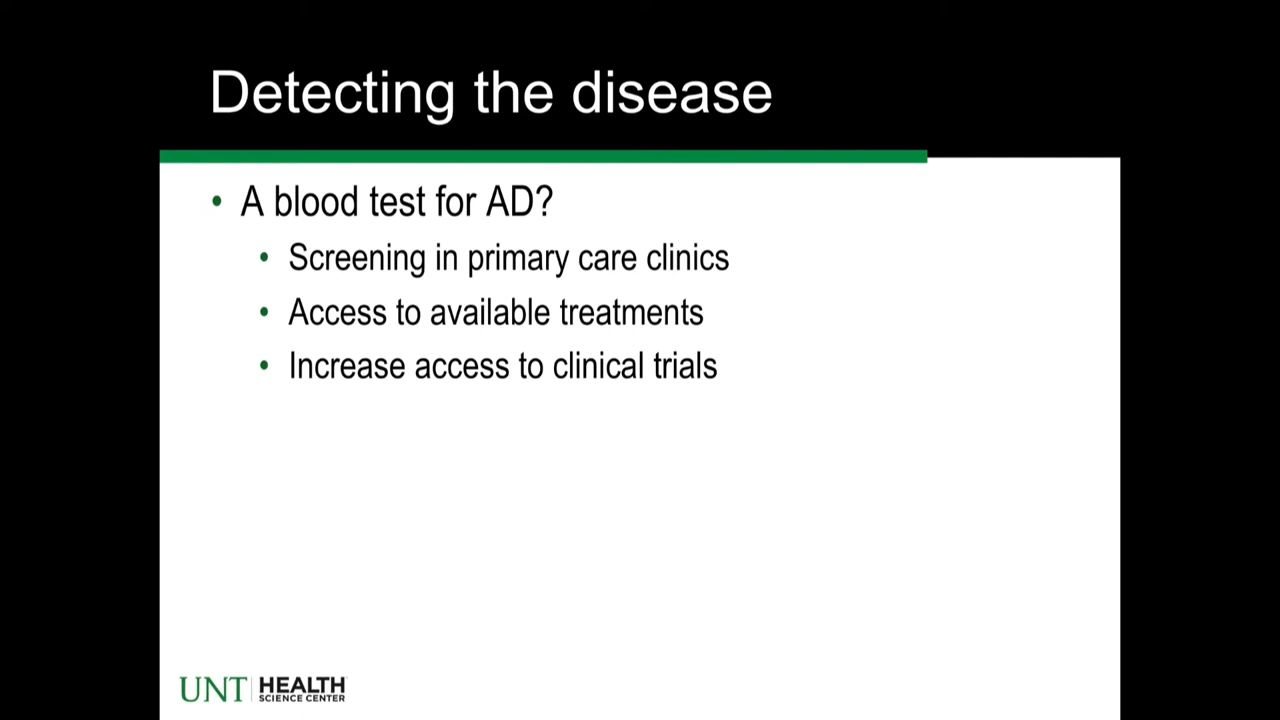 Detecting the disease
• A blood test for AD?
• Screening in primary care clinics
• Access to available treatments
• Increase access to clinical trials
UNT HEALTH
SCIENCE CENTER